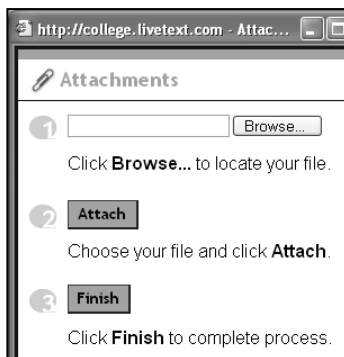 http://college.livetext.com - Attac...
Attachments
1 Browse...
Click Browse... to locate your file.
2 Attach
Choose your file and click Attach.
3 Finish
Click Finish to complete process.